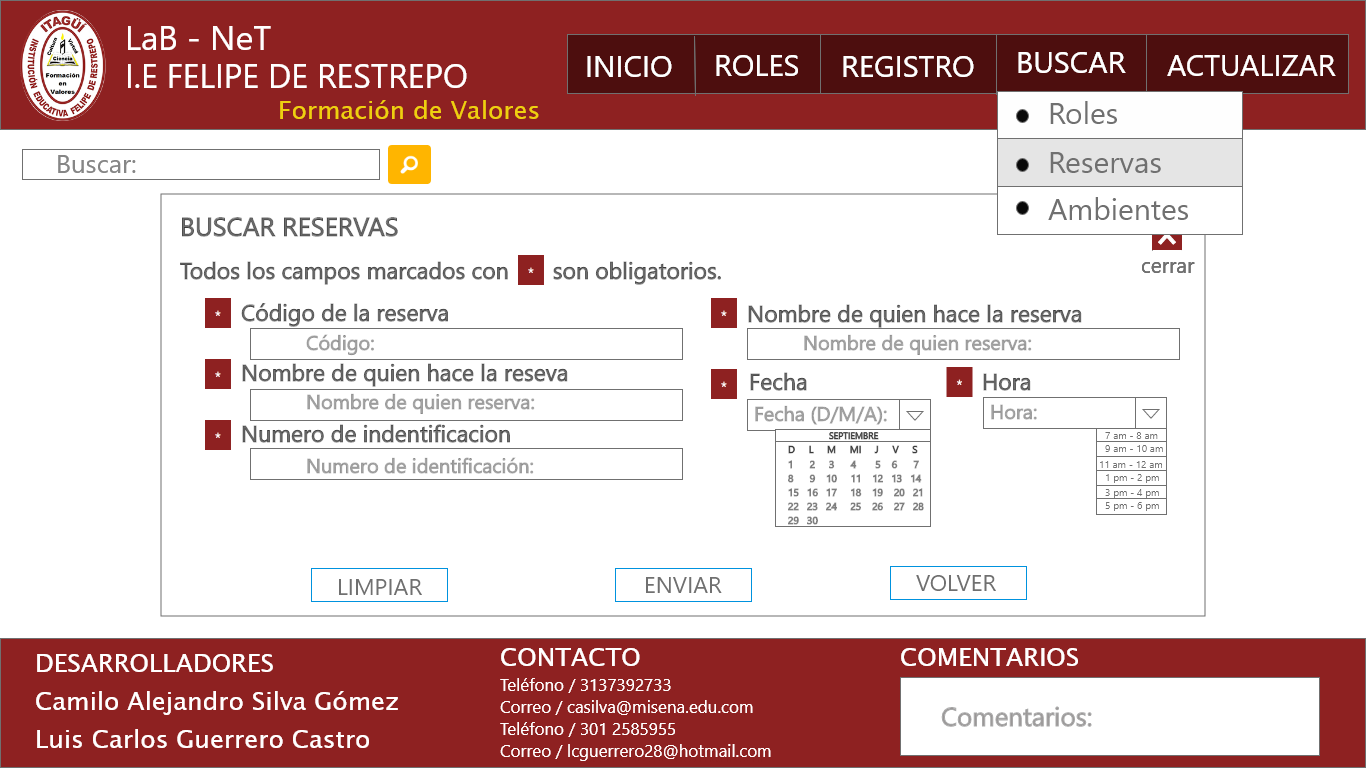 ITAGÜÍ
INSTITUCIÓN EDUCATIVA FELIPE DE RESTREPO
Ciencia
Formación
en
Valores
LaB - NeT
I.E FELIPE DE RESTREPO
Formación de Valores
INICIO ROLES REGISTRO BUSCAR ACTUALIZAR
Roles
Reservas
Ambientes
Buscar:
BUSCAR RESERVAS
cerrar
Todos los campos marcados con * son obligatorios.
* Código de la reserva
Código:
* Nombre de quien hace la reseva
Nombre de quien reserva:
* Numero de indentificacion
Numero de identificación:
* Nombre de quien hace la reserva
Nombre de quien reserva:
* Fecha
Fecha (D/M/A):
SEPTIEMBRE
D L M MI J V S
1 2 3 4 5 6 7
8 9 10 11 12 13 14
15 16 17 18 19 20 21
22 23 24 25 26 27 28
29 30
* Hora
Hora:
7 am - 8 am
9 am - 10 am
11 am - 12 am
1 pm - 2 pm
3 pm - 4 pm
5 pm - 6 pm
LIMPIAR ENVIAR VOLVER
DESARROLLADORES
Camilo Alejandro Silva Gómez
Luis Carlos Guerrero Castro
CONTACTO
Teléfono / 3137392733
Correo / casilva@misena.edu.com
Teléfono / 301 2585955
Correo / lcguerrero28@hotmail.com
COMENTARIOS
Comentarios: